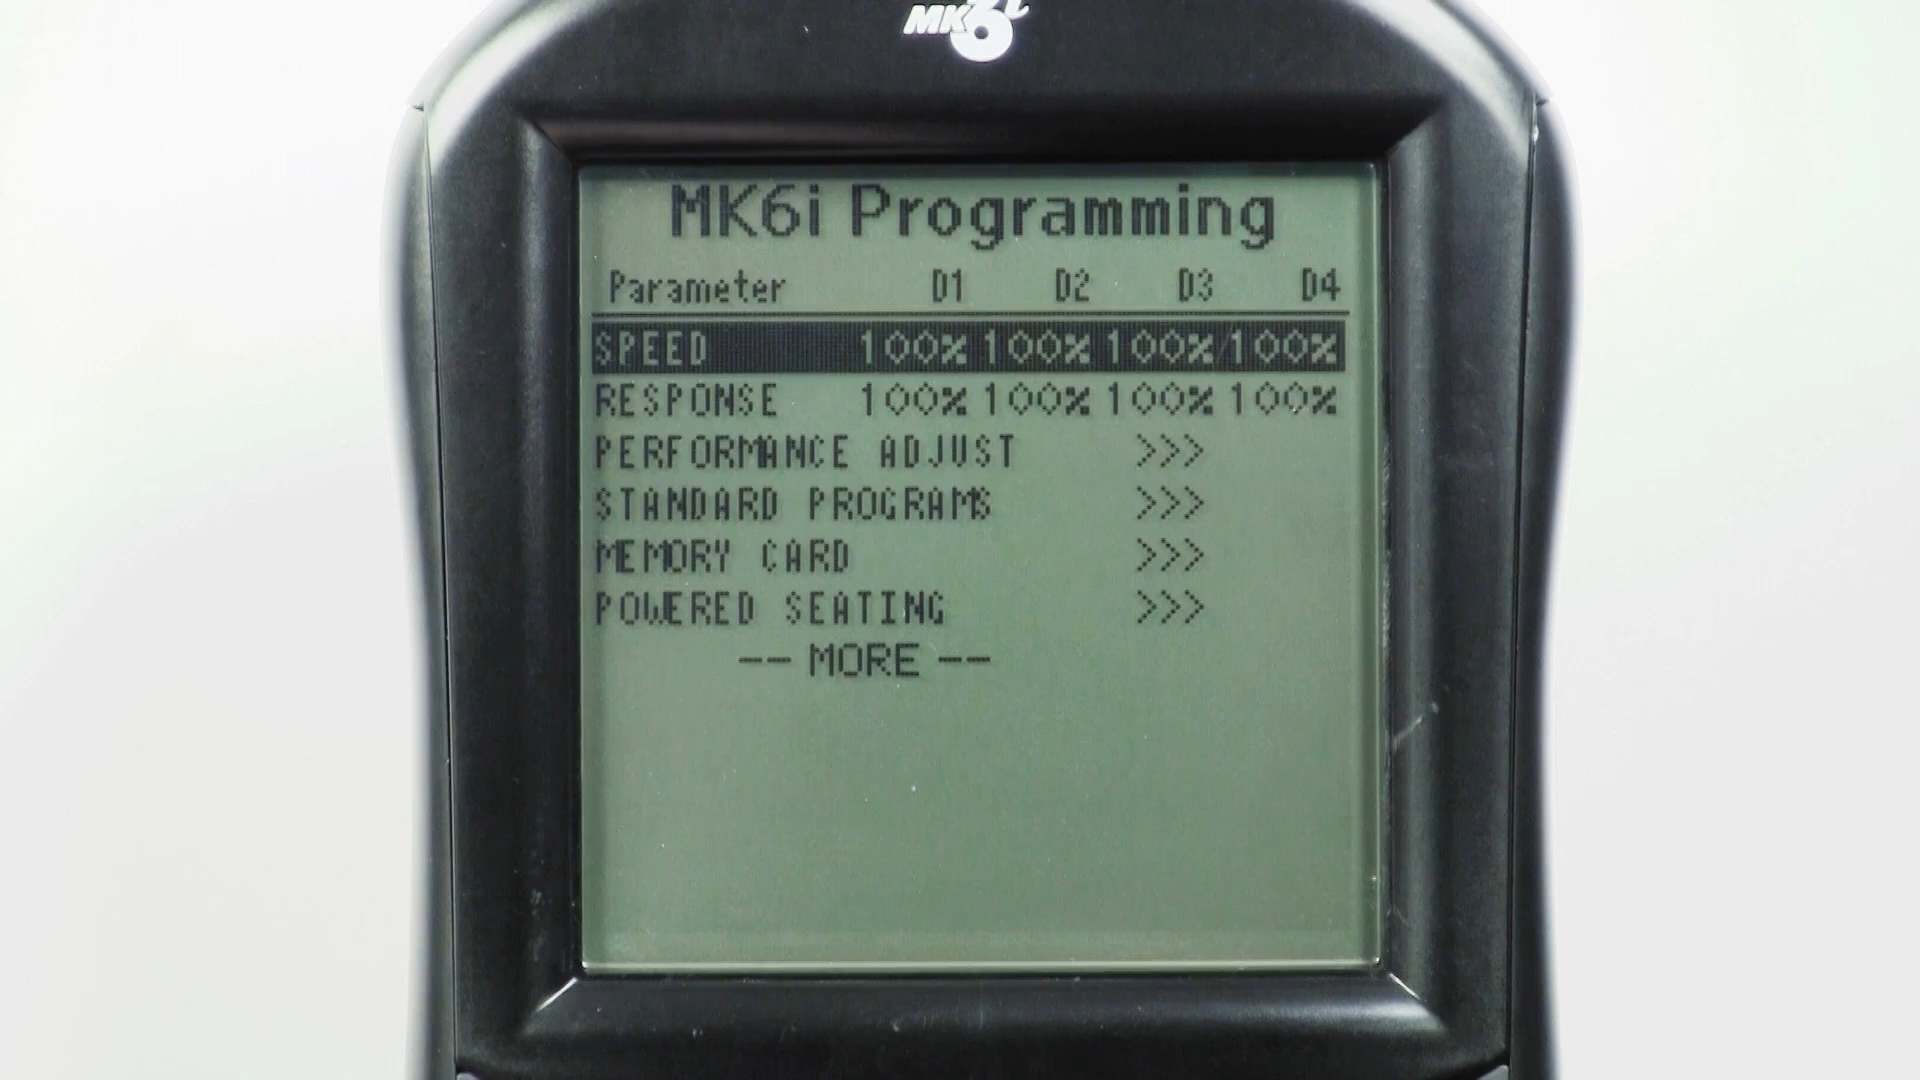 MK6i
MK6i Programming
Parameter D1 D2 D3 D4
SPEED 100% 100% 100% 100%
RESPONSE 100% 100% 100% 100%
PERFORMANCE ADJUST >>>
STANDARD PROGRAMS >>>
MEMORY CARD >>>
POWERED SEATING >>>
-- MORE --